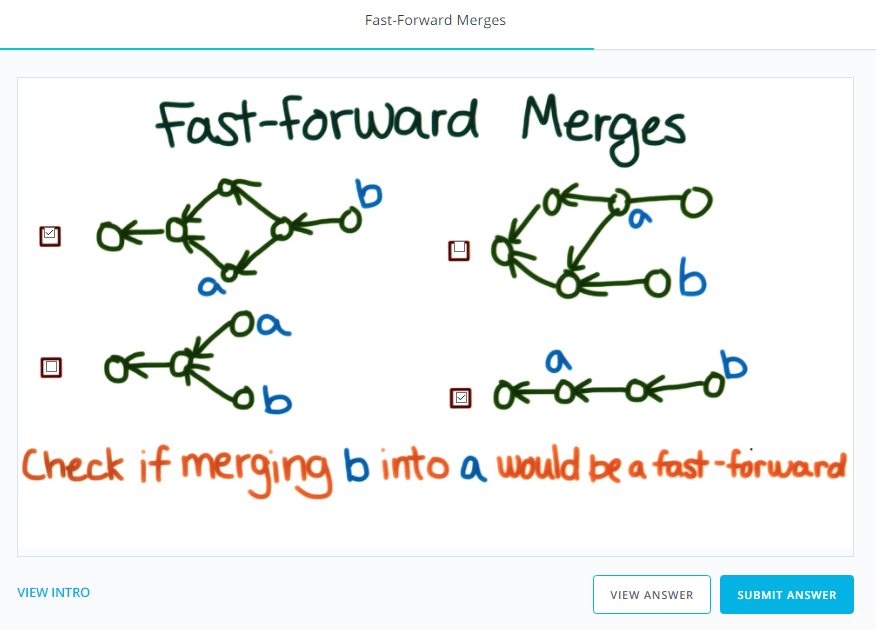 Fast-Forward Merges
Fast-forward Merges
b
a
a
b
a
b
a
b
Check if merging b into a would be a fast-forward
VIEW INTRO
VIEW ANSWER
SUBMIT ANSWER